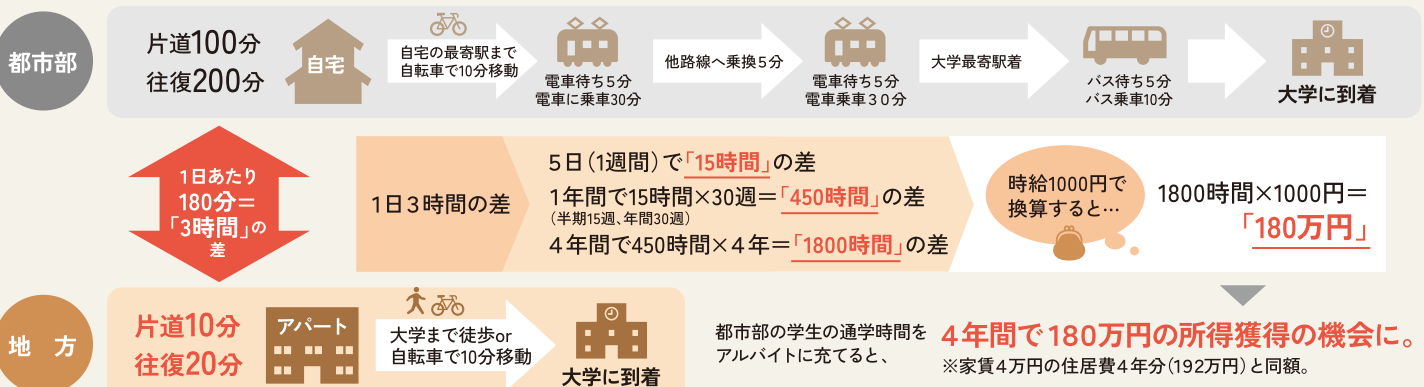 都市部
片道100分
往復200分
自宅
自宅の最寄駅まで
自転車で10分移動
電車待ち5分
電車に乗車30分
他路線へ乗換5分
電車待ち5分
電車乗車３０分
大学最寄駅着
バス待ち5分
バス乗車10分
大学に到着
1日あたり
180分＝
「3時間」の
差
1日3時間の差
5日（1週間）で「15時間」の差
1年間で15時間×30週＝「450時間」の差
（半期15週、年間30週）
４年間で450時間×４年＝「1800時間」の差
時給1000円で
換算すると…
1800時間×1000円＝
「180万円」
地　方
片道10分
往復20分
アパート
大学まで徒歩or
自転車で10分移動
大学に到着
都市部の学生の通学時間を
アルバイトに充てると、
４年間で180万円の所得獲得の機会に。
※家賃４万円の住居費４年分（192万円）と同額。